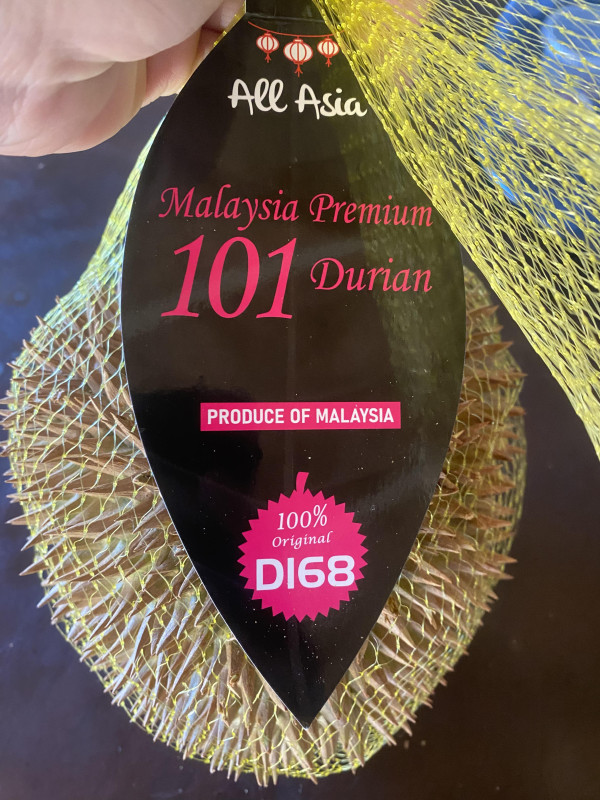 All Asia
Malaysia Premium
101 Durian
PRODUCE OF MALAYSIA
100%
Original
D168